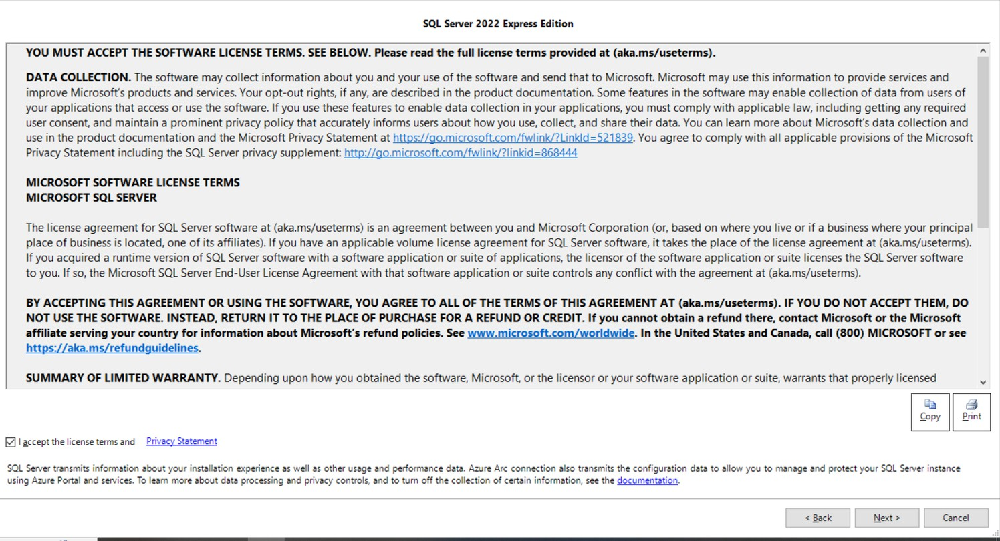 SQL Server 2022 Express Edition
YOU MUST ACCEPT THE SOFTWARE LICENSE TERMS. SEE BELOW. Please read the full license terms provided at (aka.ms/useterms).
DATA COLLECTION. The software may collect information about you and your use of the software and send that to Microsoft. Microsoft may use this information to provide services and
improve Microsoft's products and services. Your opt-out rights, if any, are described in the product documentation. Some features in the software may enable collection of data from users of
your applications that access or use the software. If you use these features to enable data collection in your applications, you must comply with applicable law, including getting any required
user consent, and maintain a prominent privacy policy that accurately informs users about how you use, collect, and share their data. You can learn more about Microsoft's data collection and
use in the product documentation and the Microsoft Privacy Statement at https://go.microsoft.com/fwlink/?LinkId=521839. You agree to comply with all applicable provisions of the Microsoft
Privacy Statement including the SQL Server privacy supplement: http://go.microsoft.com/fwlink/?linkid=868444
MICROSOFT SOFTWARE LICENSE TERMS
MICROSOFT SQL SERVER
The license agreement for SQL Server software at (aka.ms/useterms) is an agreement between you and Microsoft Corporation (or, based on where you live or if a business where your principal
place of business is located, one of its affiliates). If you have an applicable volume license agreement for SQL Server software, it takes the place of the license agreement at (aka.ms/useterms).
If you acquired a runtime version of SQL Server software with a software application or suite of applications, the licensor of the software application or suite licenses the SQL Server software
to you. If so, the Microsoft SQL Server End-User License Agreement with that software application or suite controls any conflict with the agreement at (aka.ms/useterms).
BY ACCEPTING THIS AGREEMENT OR USING THE SOFTWARE, YOU AGREE TO ALL OF THE TERMS OF THIS AGREEMENT AT (aka.ms/useterms). IF YOU DO NOT ACCEPT THEM, DO
NOT USE THE SOFTWARE. INSTEAD, RETURN IT TO THE PLACE OF PURCHASE FOR A REFUND OR CREDIT. If you cannot obtain a refund there, contact Microsoft or the Microsoft
affiliate serving your country for information about Microsoft's refund policies. See www.microsoft.com/worldwide. In the United States and Canada, call (800) MICROSOFT or see
https://aka.ms/refundguidelines.
SUMMARY OF LIMITED WARRANTY. Depending upon how you obtained the software, Microsoft, or the licensor or your software application or suite, warrants that properly licensed
Copy
Print
I accept the license terms and Privacy Statement
SQL Server transmits information about your installation experience as well as other usage and performance data. Azure Arc connection also transmits the configuration data to allow you to manage and protect your SQL Server instance
using Azure Portal and services. To learn more about data processing and privacy controls, and to turn off the collection of certain information, see the documentation.
< Back
Next >
Cancel